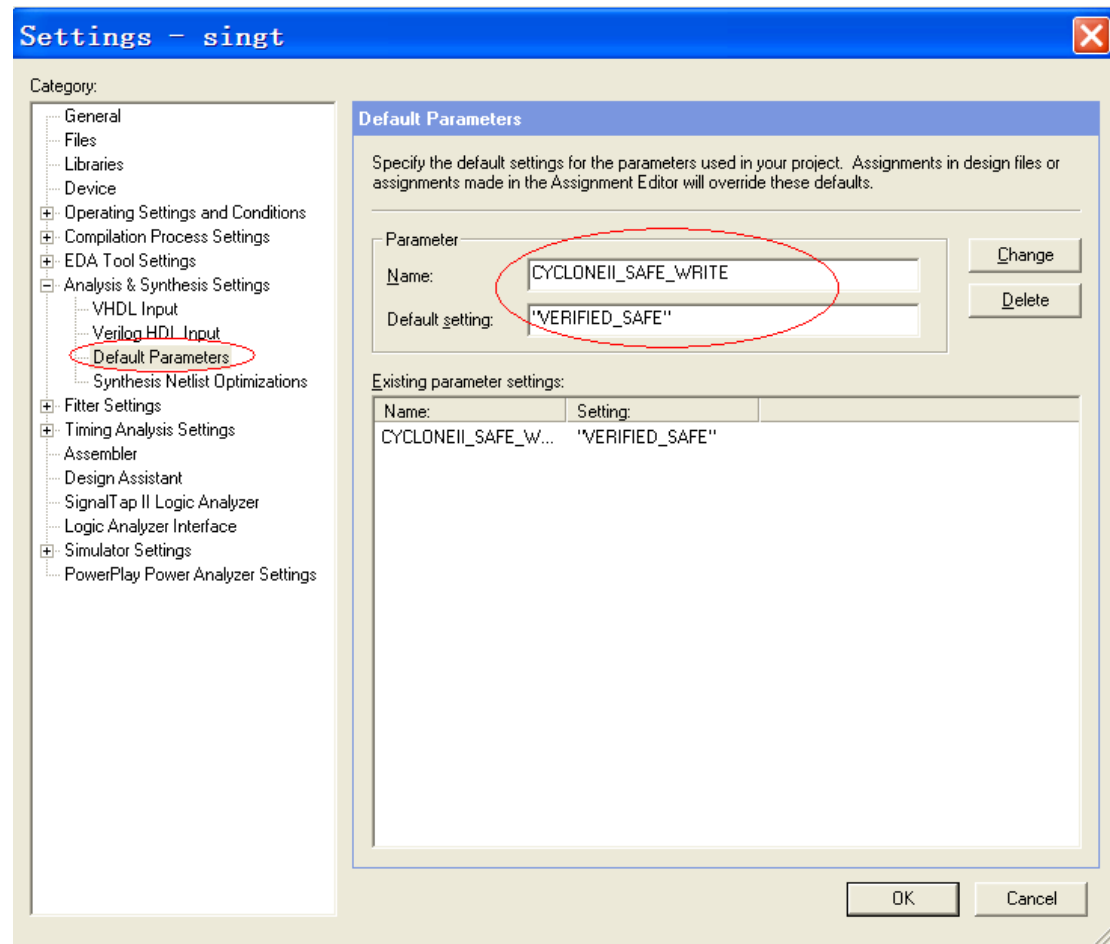 Settings - singt
Category:
General
Files
Libraries
Device
Operating Settings and Conditions
Compilation Process Settings
EDA Tool Settings
Analysis & Synthesis Settings
VHDL Input
Verilog HDL Input
Default Parameters
Synthesis Netlist Optimizations
Fitter Settings
Timing Analysis Settings
Assembler
Design Assistant
SignalTap II Logic Analyzer
Logic Analyzer Interface
Simulator Settings
PowerPlay Power Analyzer Settings
Default Parameters
Specify the default settings for the parameters used in your project. Assignments in design files or
assignments made in the Assignment Editor will override these defaults.
Parameter
Name: CYCLONEII_SAFE_WRITE
Default setting: "VERIFIED_SAFE"
Change
Delete
Existing parameter settings:
Name: Setting:
CYCLONEII_SAFE_W... "VERIFIED_SAFE"
OK Cancel